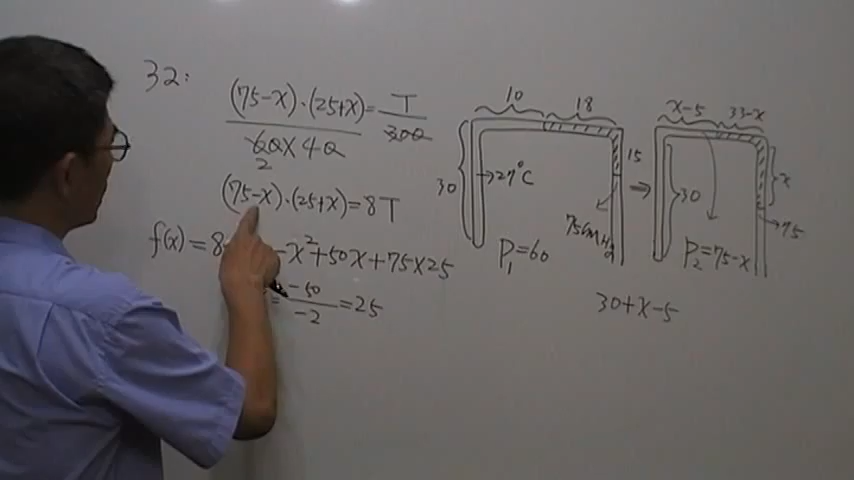 32:
(75-x)·(25+x) = T
60×40 300
2
(75-x)·(25+x)=8T
f(x)=8 -x²+50x+75×25
= -50 =25
-2
10 18
30
→27°C
15
75cmHg
P₁=60
⇒
x-5 33-x
x
30
→75
P₂=75-x
30+x-5